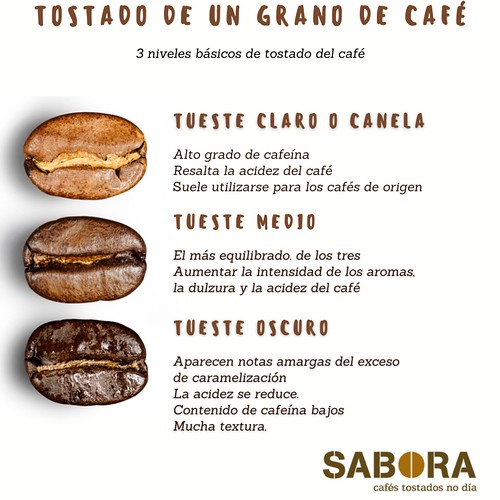 TOSTADO DE UN GRANO DE CAFÉ
3 niveles básicos de tostado del café
TUESTE CLARO O CANELA
Alto grado de cafeína
Resalta la acidez del café
Suele utilizarse para los cafés de origen
TUESTE MEDIO
El más equilibrado. de los tres
Aumentar la intensidad de los aromas,
la dulzura y la acidez del café
TUESTE OSCURO
Aparecen notas amargas del exceso
de caramelización
La acidez se reduce.
Contenido de cafeína bajos
Mucha textura.
SABORA
cafés tostados no día